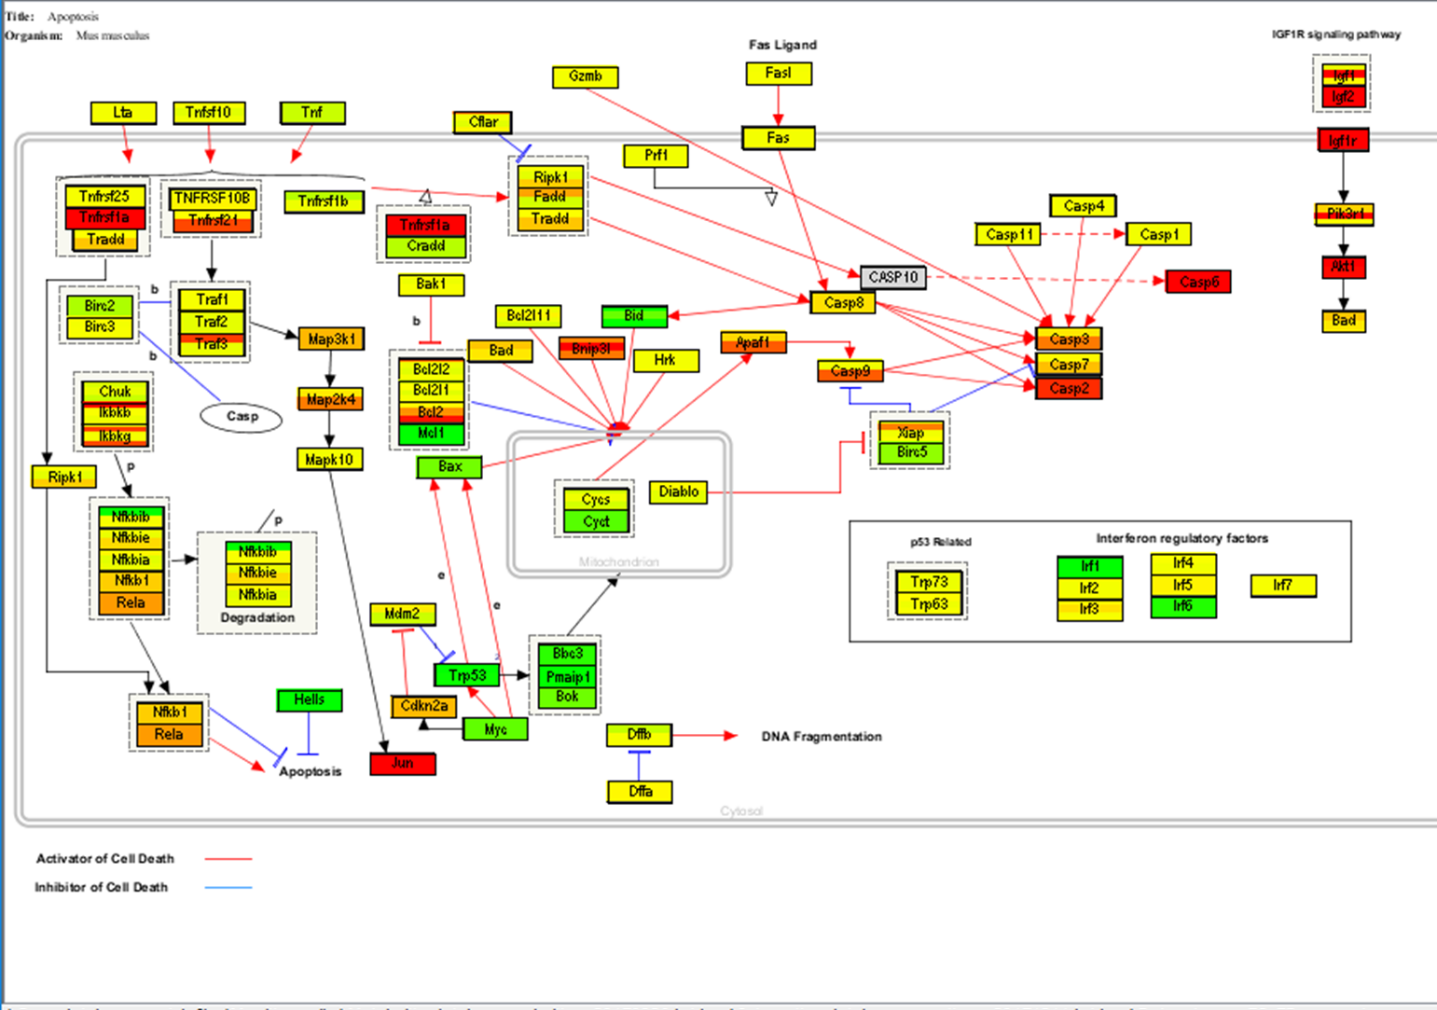 Title: Apoptosis
Organism: Mus musculus
IGF1R signaling pathway
Fas Ligand
Gzmb
Fasl
Igf1
Igf2
Lta
Tnfsf10
Tnf
Cflar
Fas
Igf1r
Prf1
Ripk1
Fadd
Tradd
Tnfrsf25
Tnfrsf1a
Tradd
TNFRSF10B
Tnfrsf21
Tnfrsf1b
Tnfrsf1a
Cradd
Casp4
Casp11
Casp1
Pik3r1
CASP10
Casp6
Akt1
Bak1
Birc2
Birc3
b
Traf1
Traf2
Traf3
Casp8
Bcl2l11
Bid
Bad
b
Map3k1
Bad
Bnip3l
Hrk
Apaf1
Casp9
Casp3
Casp7
Casp2
b
Bcl2l2
Bcl2l1
Bcl2
Mcl1
Chuk
Ikbkb
Ikbkg
Map2k4
Casp
Xiap
Birc5
Mapk10
Ripk1
p
Bax
Cycs
Cyct
Diablo
Mitochondrion
Nfkbib
Nfkbie
Nfkbia
Nfkb1
Rela
p
Nfkbib
Nfkbie
Nfkbia
Degradation
p53 Related
Trp73
Trp63
Interferon regulatory factors
Irf1
Irf2
Irf3
Irf4
Irf5
Irf6
Irf7
e
e
Mdm2
Trp53
Bbc3
Pmaip1
Bok
Cdkn2a
Myc
Nfkb1
Rela
Hells
Apoptosis
Jun
Dffb
DNA Fragmentation
Dffa
Cytosol
Activator of Cell Death
Inhibitor of Cell Death